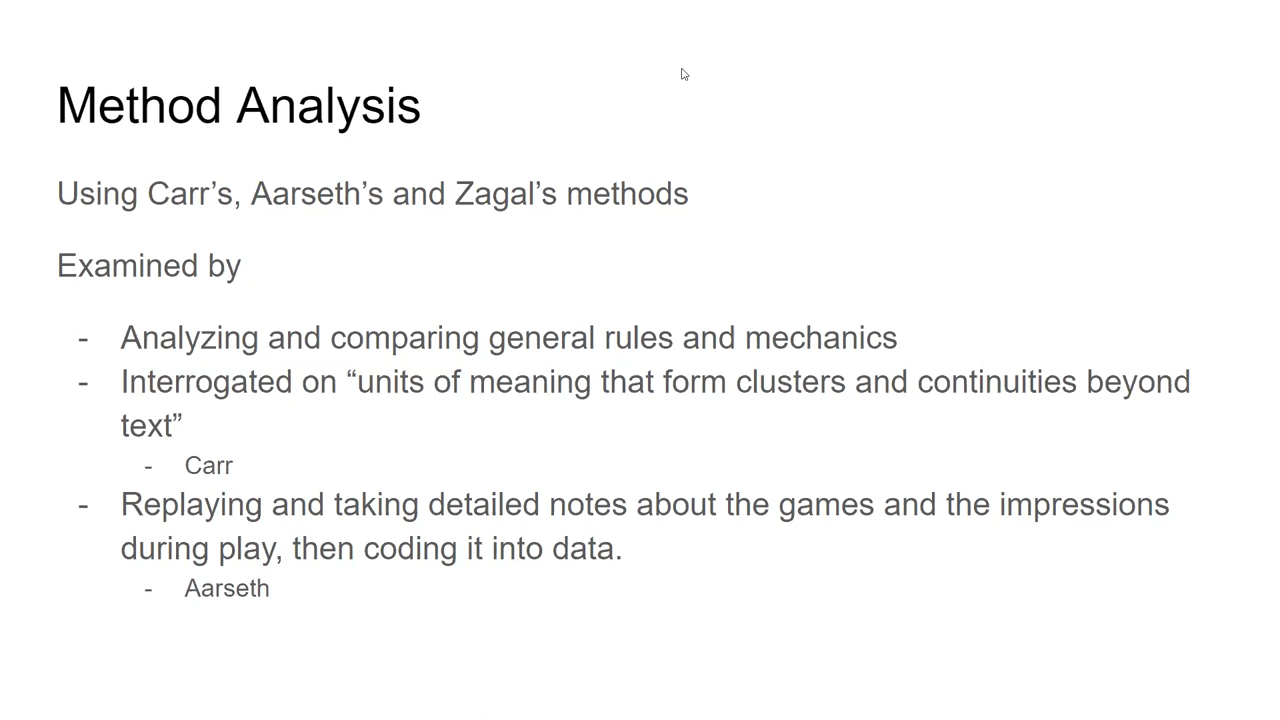 Method Analysis
Using Carr’s, Aarseth’s and Zagal’s methods
Examined by
- Analyzing and comparing general rules and mechanics
- Interrogated on “units of meaning that form clusters and continuities beyond
text”
- Carr
- Replaying and taking detailed notes about the games and the impressions
during play, then coding it into data.
- Aarseth